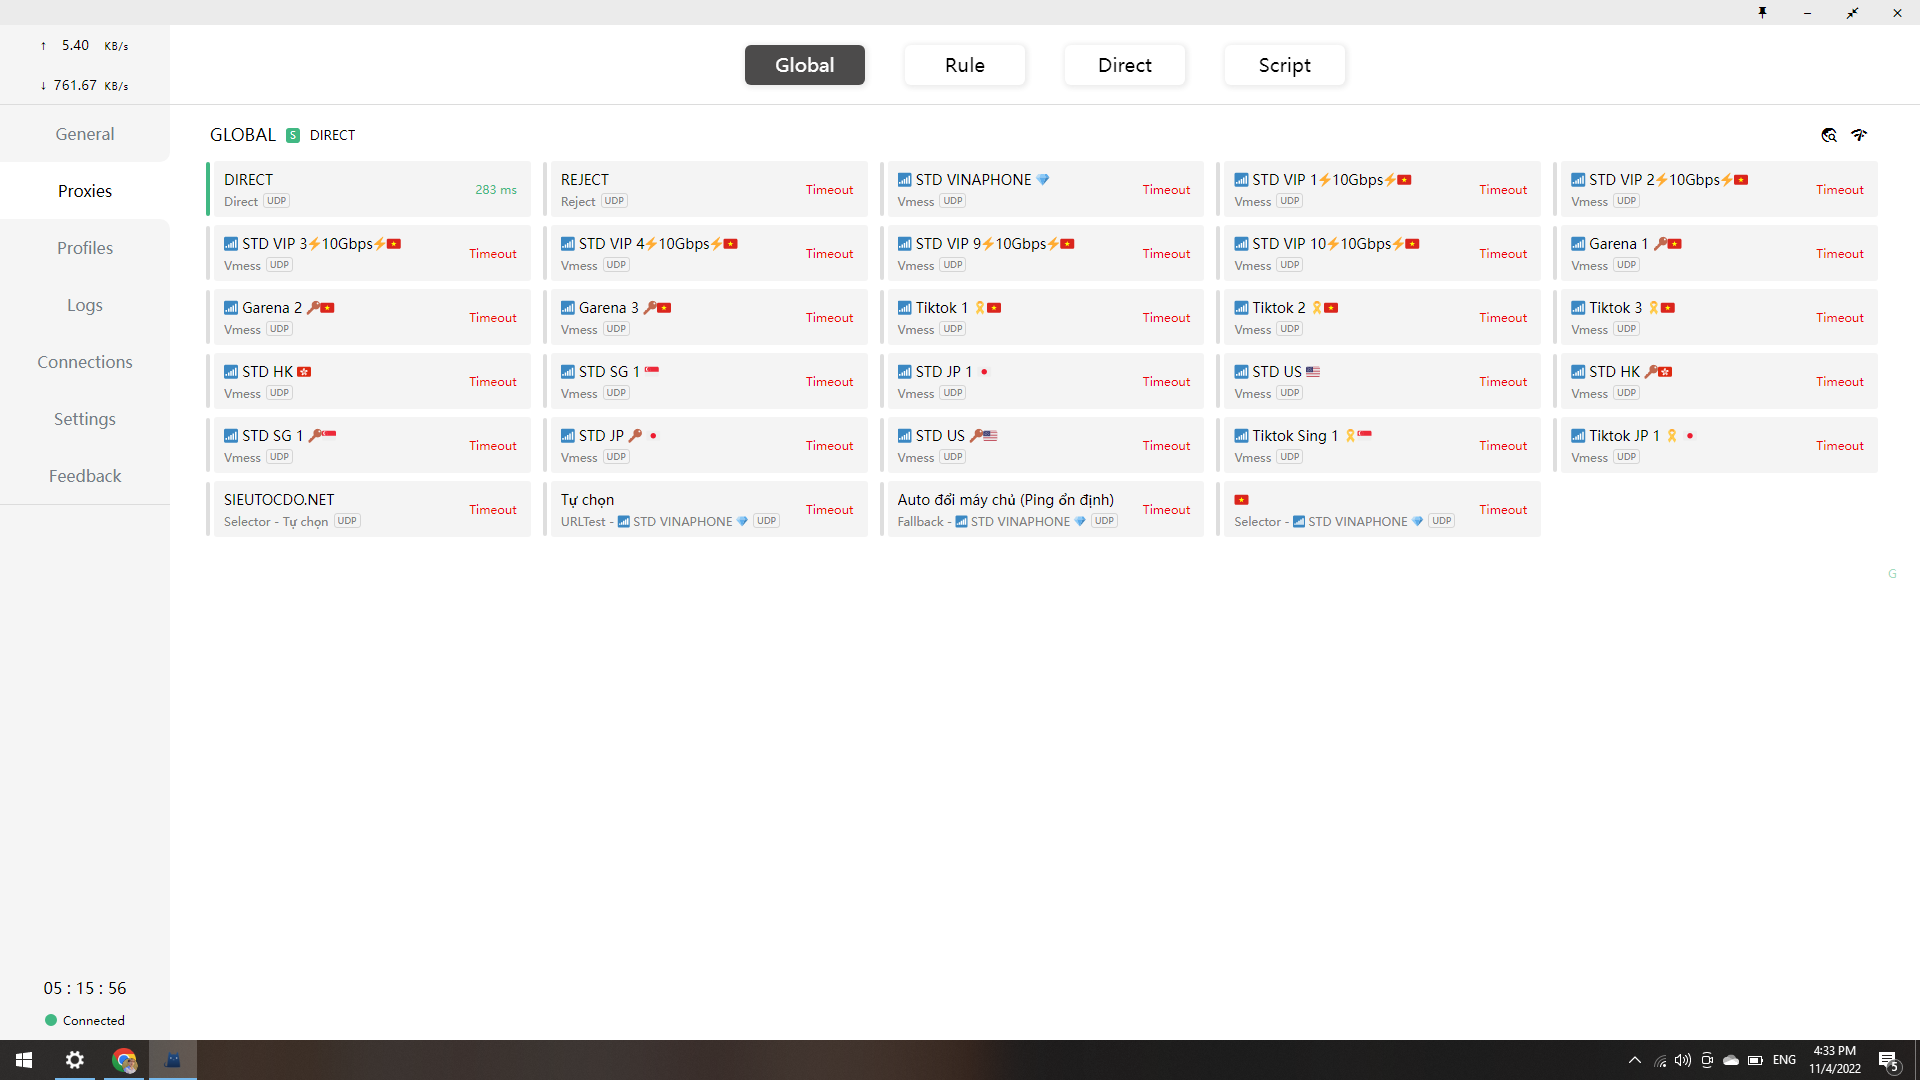 ↑ 5.40 KB/s
↓ 761.67 KB/s
General
Proxies
Profiles
Logs
Connections
Settings
Feedback
05 : 15 : 56
Connected
Global Rule Direct Script
GLOBAL S DIRECT
DIRECT
Direct UDP
283 ms
REJECT
Reject UDP
Timeout
STD VINAPHONE
Vmess UDP
Timeout
STD VIP 1⚡10Gbps⚡
Vmess UDP
Timeout
STD VIP 2⚡10Gbps⚡
Vmess UDP
Timeout
STD VIP 3⚡10Gbps⚡
Vmess UDP
Timeout
STD VIP 4⚡10Gbps⚡
Vmess UDP
Timeout
STD VIP 9⚡10Gbps⚡
Vmess UDP
Timeout
STD VIP 10⚡10Gbps⚡
Vmess UDP
Timeout
Garena 1
Vmess UDP
Timeout
Garena 2
Vmess UDP
Timeout
Garena 3
Vmess UDP
Timeout
Tiktok 1
Vmess UDP
Timeout
Tiktok 2
Vmess UDP
Timeout
Tiktok 3
Vmess UDP
Timeout
STD HK
Vmess UDP
Timeout
STD SG 1
Vmess UDP
Timeout
STD JP 1
Vmess UDP
Timeout
STD US
Vmess UDP
Timeout
STD HK
Vmess UDP
Timeout
STD SG 1
Vmess UDP
Timeout
STD JP
Vmess UDP
Timeout
STD US
Vmess UDP
Timeout
Tiktok Sing 1
Vmess UDP
Timeout
Tiktok JP 1
Vmess UDP
Timeout
SIEUTOCDO.NET
Selector - Tự chọn UDP
Timeout
Tự chọn
URLTest - STD VINAPHONE UDP
Timeout
Auto đổi máy chủ (Ping ổn định)
Fallback - STD VINAPHONE UDP
Timeout
Selector - STD VINAPHONE UDP
Timeout
G
ENG
4:33 PM
11/4/2022
5